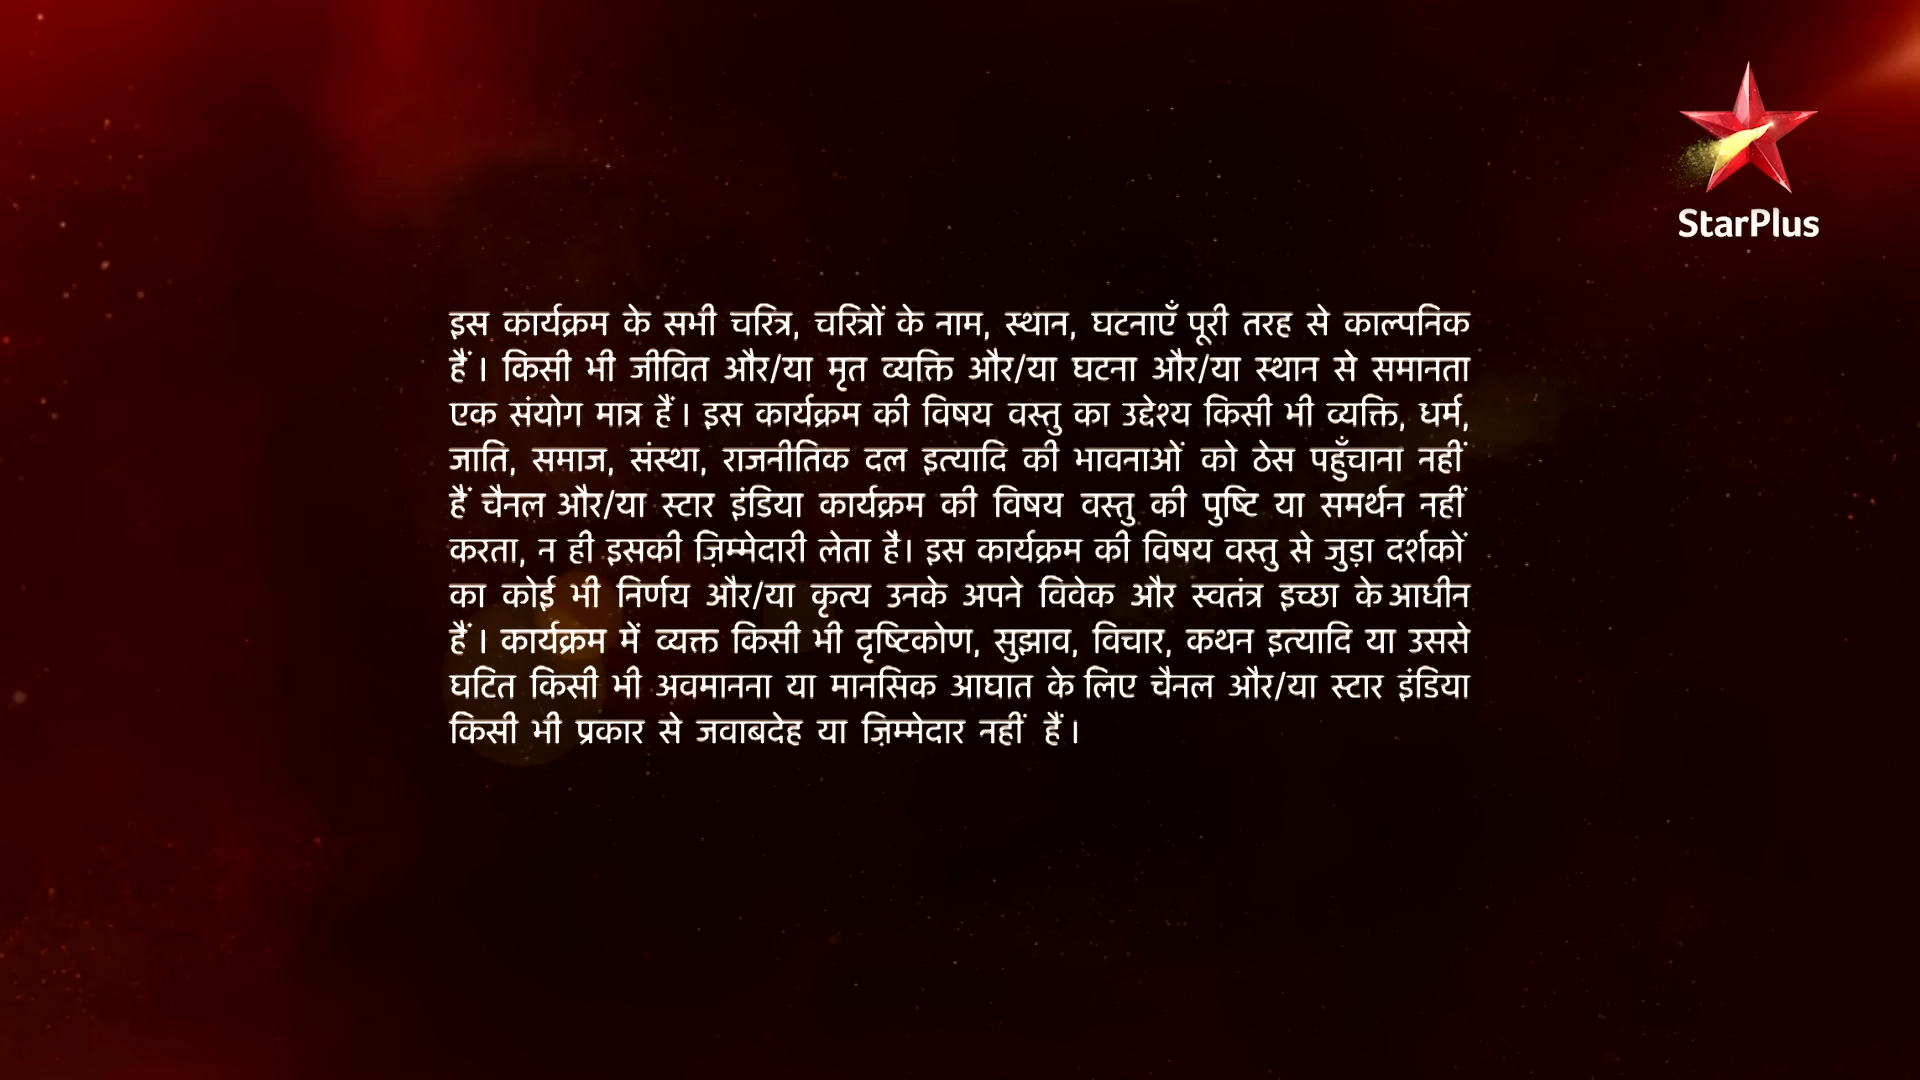 StarPlus
इस कार्यक्रम के सभी चरित्र, चरित्रों के नाम, स्थान, घटनाएँ पूरी तरह से काल्पनिक
हैं । किसी भी जीवित और/या मृत व्यक्ति और/या घटना और/या स्थान से समानता
एक संयोग मात्र हैं । इस कार्यक्रम की विषय वस्तु का उद्देश्य किसी भी व्यक्ति, धर्म,
जाति, समाज, संस्था, राजनीतिक दल इत्यादि की भावनाओं को ठेस पहुँचाना नहीं
हैं चैनल और/या स्टार इंडिया कार्यक्रम की विषय वस्तु की पुष्टि या समर्थन नहीं
करता, न ही इसकी ज़िम्मेदारी लेता है। इस कार्यक्रम की विषय वस्तु से जुड़ा दर्शकों
का कोई भी निर्णय और/या कृत्य उनके अपने विवेक और स्वतंत्र इच्छा के आधीन
हैं । कार्यक्रम में व्यक्त किसी भी दृष्टिकोण, सुझाव, विचार, कथन इत्यादि या उससे
घटित किसी भी अवमानना या मानसिक आघात के लिए चैनल और/या स्टार इंडिया
किसी भी प्रकार से जवाबदेह या ज़िम्मेदार नहीं हैं ।